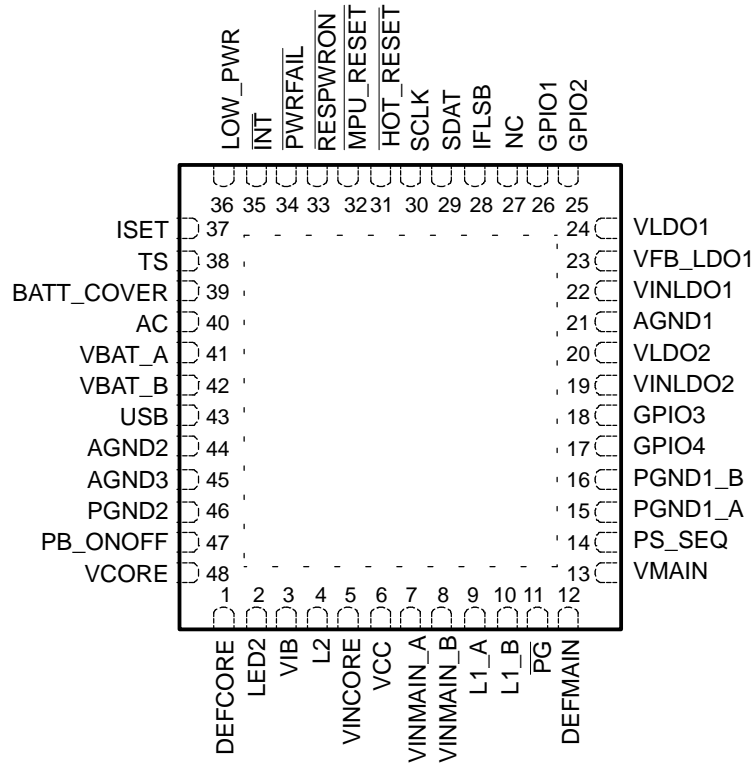 LOW_PWR
INT
PWRFAIL
RESPWRON
MPU_RESET
HOT_RESET
SCLK
SDAT
IFLSB
NC
GPIO1
GPIO2
36 35 34 33 32 31 30 29 28 27 26 25
ISET 37
TS 38
BATT_COVER 39
AC 40
VBAT_A 41
VBAT_B 42
USB 43
AGND2 44
AGND3 45
PGND2 46
PB_ONOFF 47
VCORE 48
24 VLDO1
23 VFB_LDO1
22 VINLDO1
21 AGND1
20 VLDO2
19 VINLDO2
18 GPIO3
17 GPIO4
16 PGND1_B
15 PGND1_A
14 PS_SEQ
13 VMAIN
1 2 3 4 5 6 7 8 9 10 11 12
DEFCORE
LED2
VIB
L2
VINCORE
VCC
VINMAIN_A
VINMAIN_B
L1_A
L1_B
PG
DEFMAIN